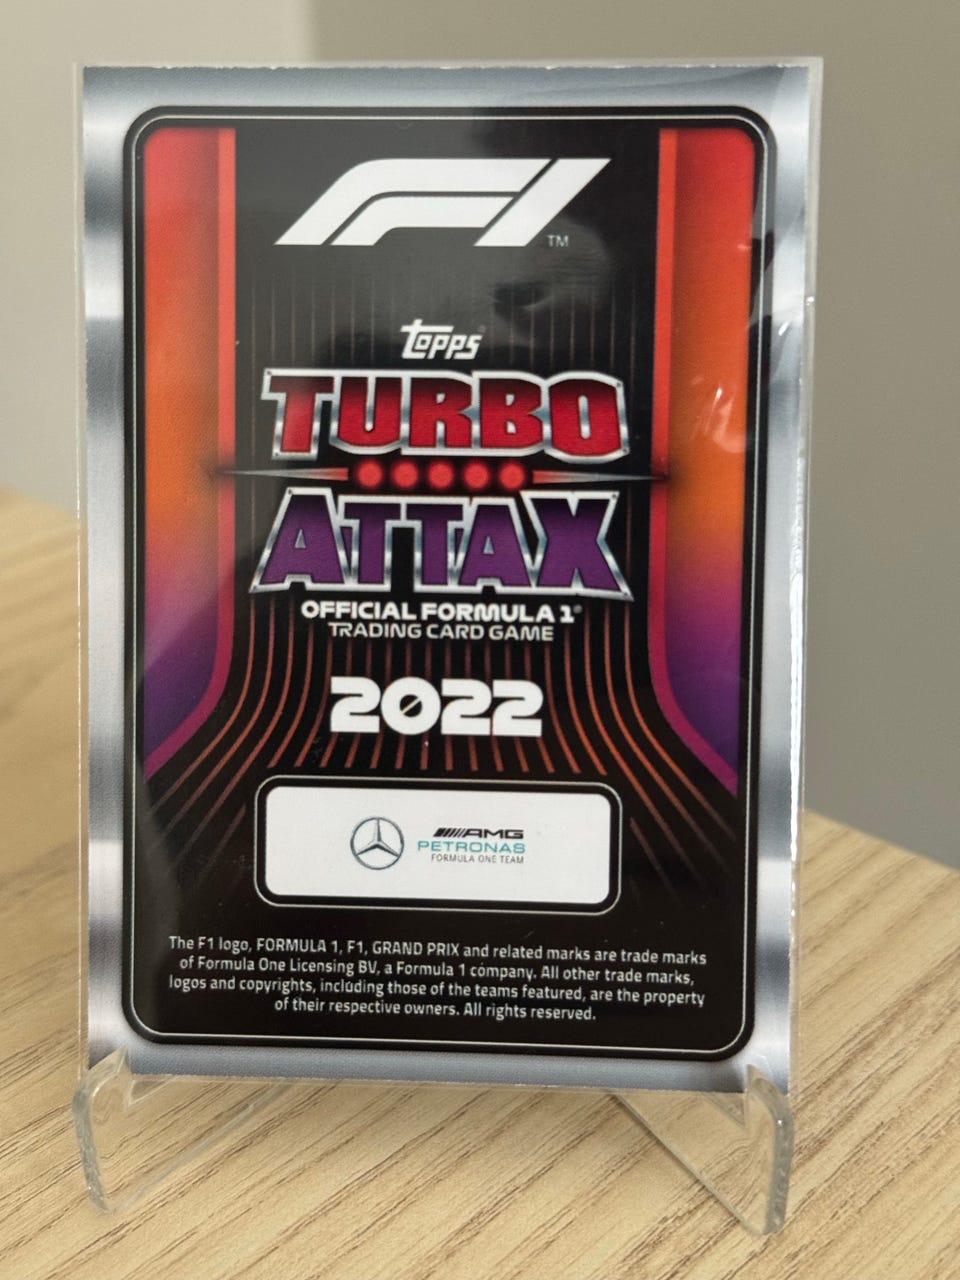 F1
TM
topps
TURBO
ATTAX
OFFICIAL FORMULA 1®
TRADING CARD GAME
2022
AMG
PETRONAS
FORMULA ONE TEAM
The F1 logo, FORMULA 1, F1, GRAND PRIX and related marks are trade marks
of Formula One Licensing BV, a Formula 1 company. All other trade marks,
logos and copyrights, including those of the teams featured, are the property
of their respective owners. All rights reserved.